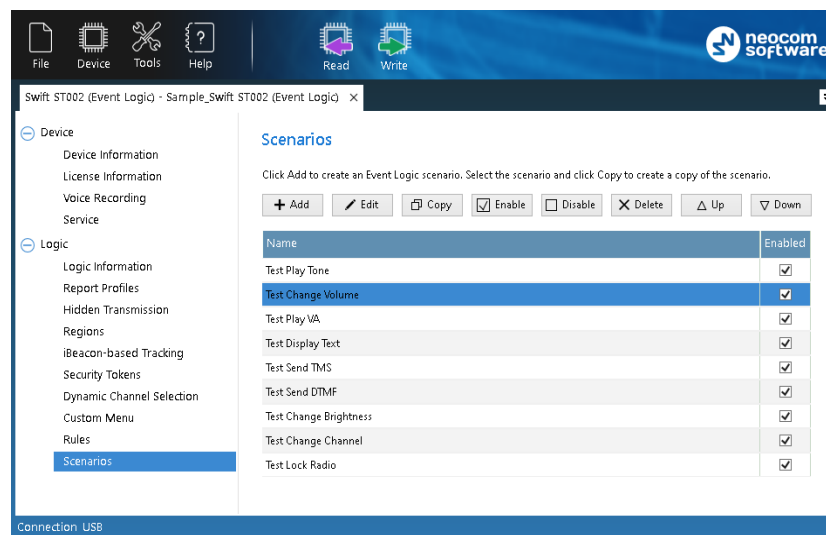 File Device Tools Help Read Write
neocom
software
Swift ST002 (Event Logic) - Sample_Swift ST002 (Event Logic)
Device
Device Information
License Information
Voice Recording
Service
Logic
Logic Information
Report Profiles
Hidden Transmission
Regions
iBeacon-based Tracking
Security Tokens
Dynamic Channel Selection
Custom Menu
Rules
Scenarios
Scenarios
Click Add to create an Event Logic scenario. Select the scenario and click Copy to create a copy of the scenario.
Add Edit Copy Enable Disable Delete Up Down
Name Enabled
Test Play Tone
Test Change Volume
Test Play VA
Test Display Text
Test Send TMS
Test Send DTMF
Test Change Brightness
Test Change Channel
Test Lock Radio
Connection USB